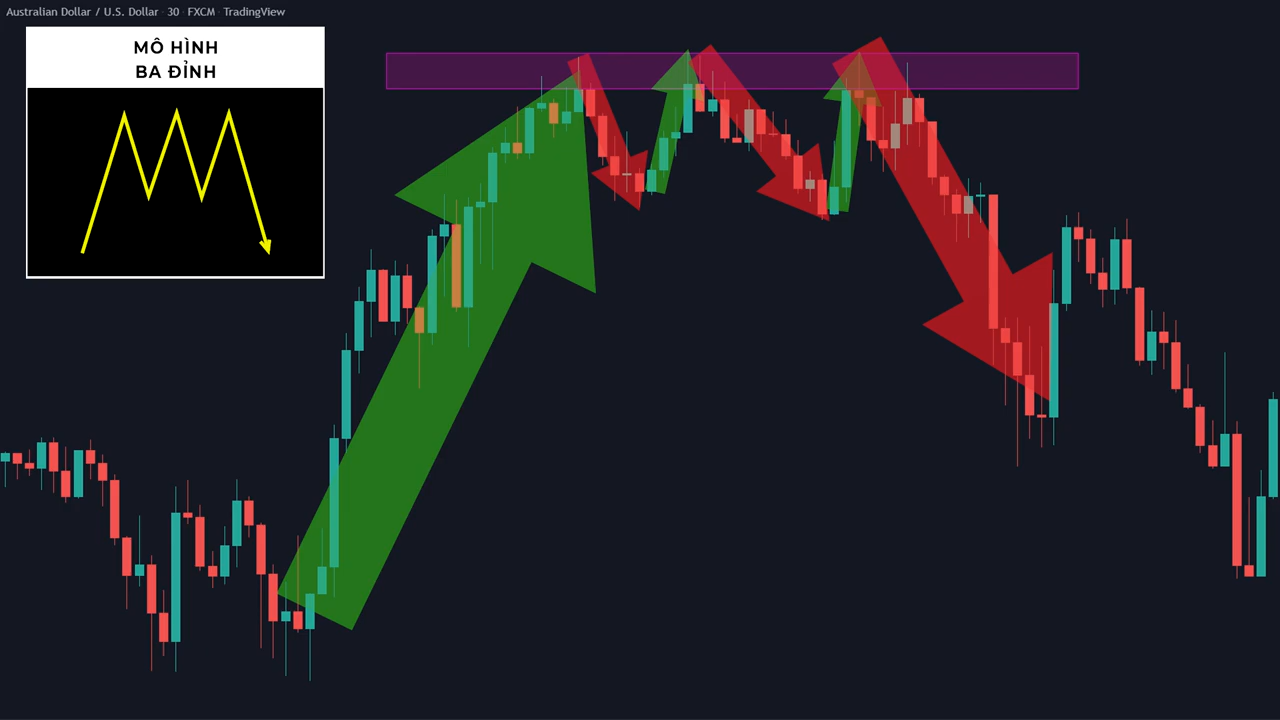 Australian Dollar / U.S. Dollar · 30 · FXCM · TradingView
MÔ HÌNH
BA ĐỈNH